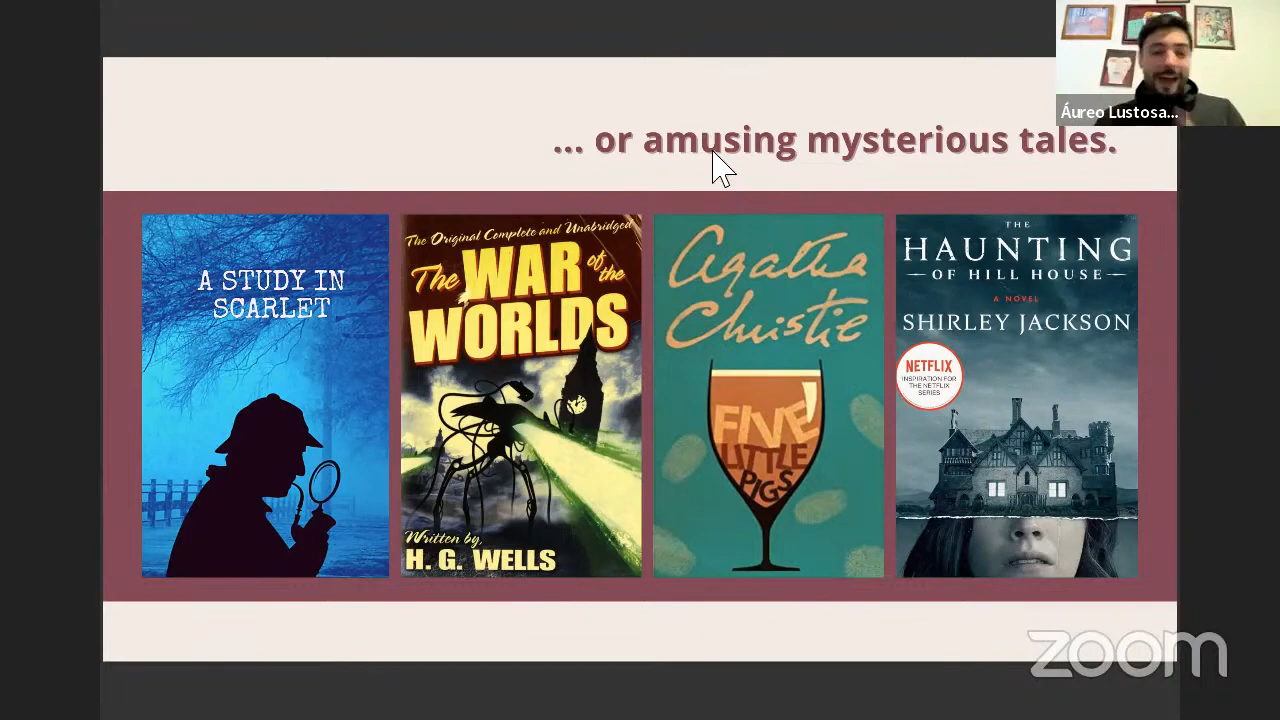 Áureo Lustosa...
... or amusing mysterious tales.
A STUDY IN
SCARLET
The Original Complete and Unabridged
The WAR of the
WORLDS
Written by
H. G. WELLS
Agatha
Christie
FIVE
LITTLE
PIGS
THE
HAUNTING
OF HILL HOUSE
A NOVEL
SHIRLEY JACKSON
NETFLIX
INSPIRATION FOR
THE NETFLIX
SERIES
zoom